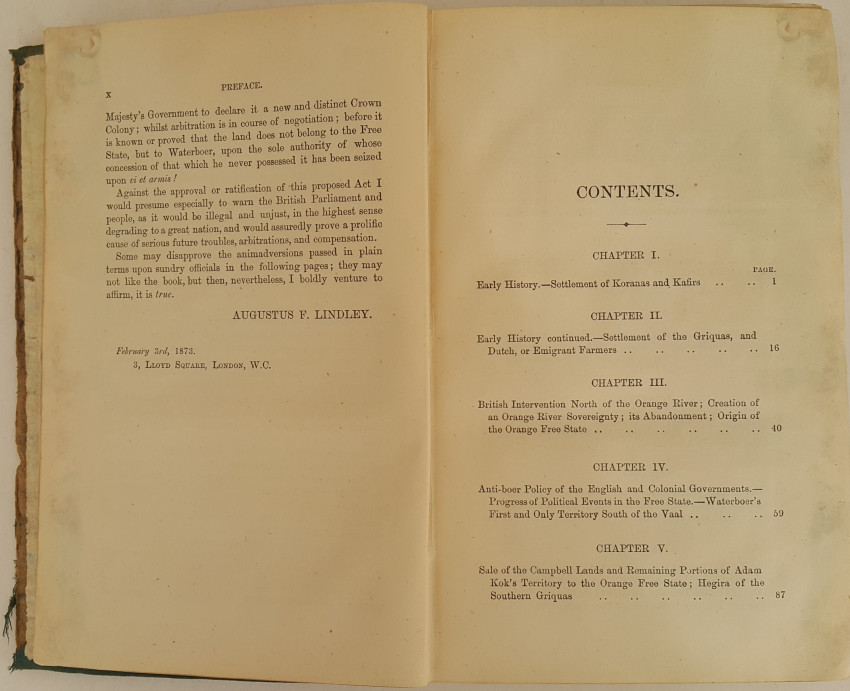 x
PREFACE.
Majesty's Government to declare it a new and distinct Crown
Colony; whilst arbitration is in course of negotiation; before it
is known or proved that the land does not belong to the Free
State, but to Waterboer, upon the sole authority of whose
concession of that which he never possessed it has been seized
upon ei et armis!
Against the approval or ratification of this proposed Act I
would presume especially to warn the British Parliament and
people, as it would be illegal and unjust, in the highest sense
degrading to a great nation, and would assuredly prove a prolific
cause of serious future troubles, arbitrations, and compensation.
Some may disapprove the animadversions passed in plain
terms upon sundry officials in the following pages; they may
not like the book, but then, nevertheless, I boldly venture to
affirm, it is true.
AUGUSTUS F. LINDLEY.
February 3rd, 1873.
3, LLOYD SQUARE, LONDON, W.C.
CONTENTS.
CHAPTER I.
PAGE.
Early History.—Settlement of Koranas and Kafirs .. .. 1
CHAPTER II.
Early History continued.—Settlement of the Griquas, and
Dutch, or Emigrant Farmers .. .. .. .. .. 16
CHAPTER III.
British Intervention North of the Orange River; Creation of
an Orange River Sovereignty; its Abandonment; Origin of
the Orange Free State .. .. .. .. .. .. 40
CHAPTER IV.
Anti-boer Policy of the English and Colonial Governments.—
Progress of Political Events in the Free State.—Waterboer's
First and Only Territory South of the Vaal .. .. .. 59
CHAPTER V.
Sale of the Campbell Lands and Remaining Portions of Adam
Kok's Territory to the Orange Free State; Hegira of the
Southern Griquas .. .. .. .. .. .. 87